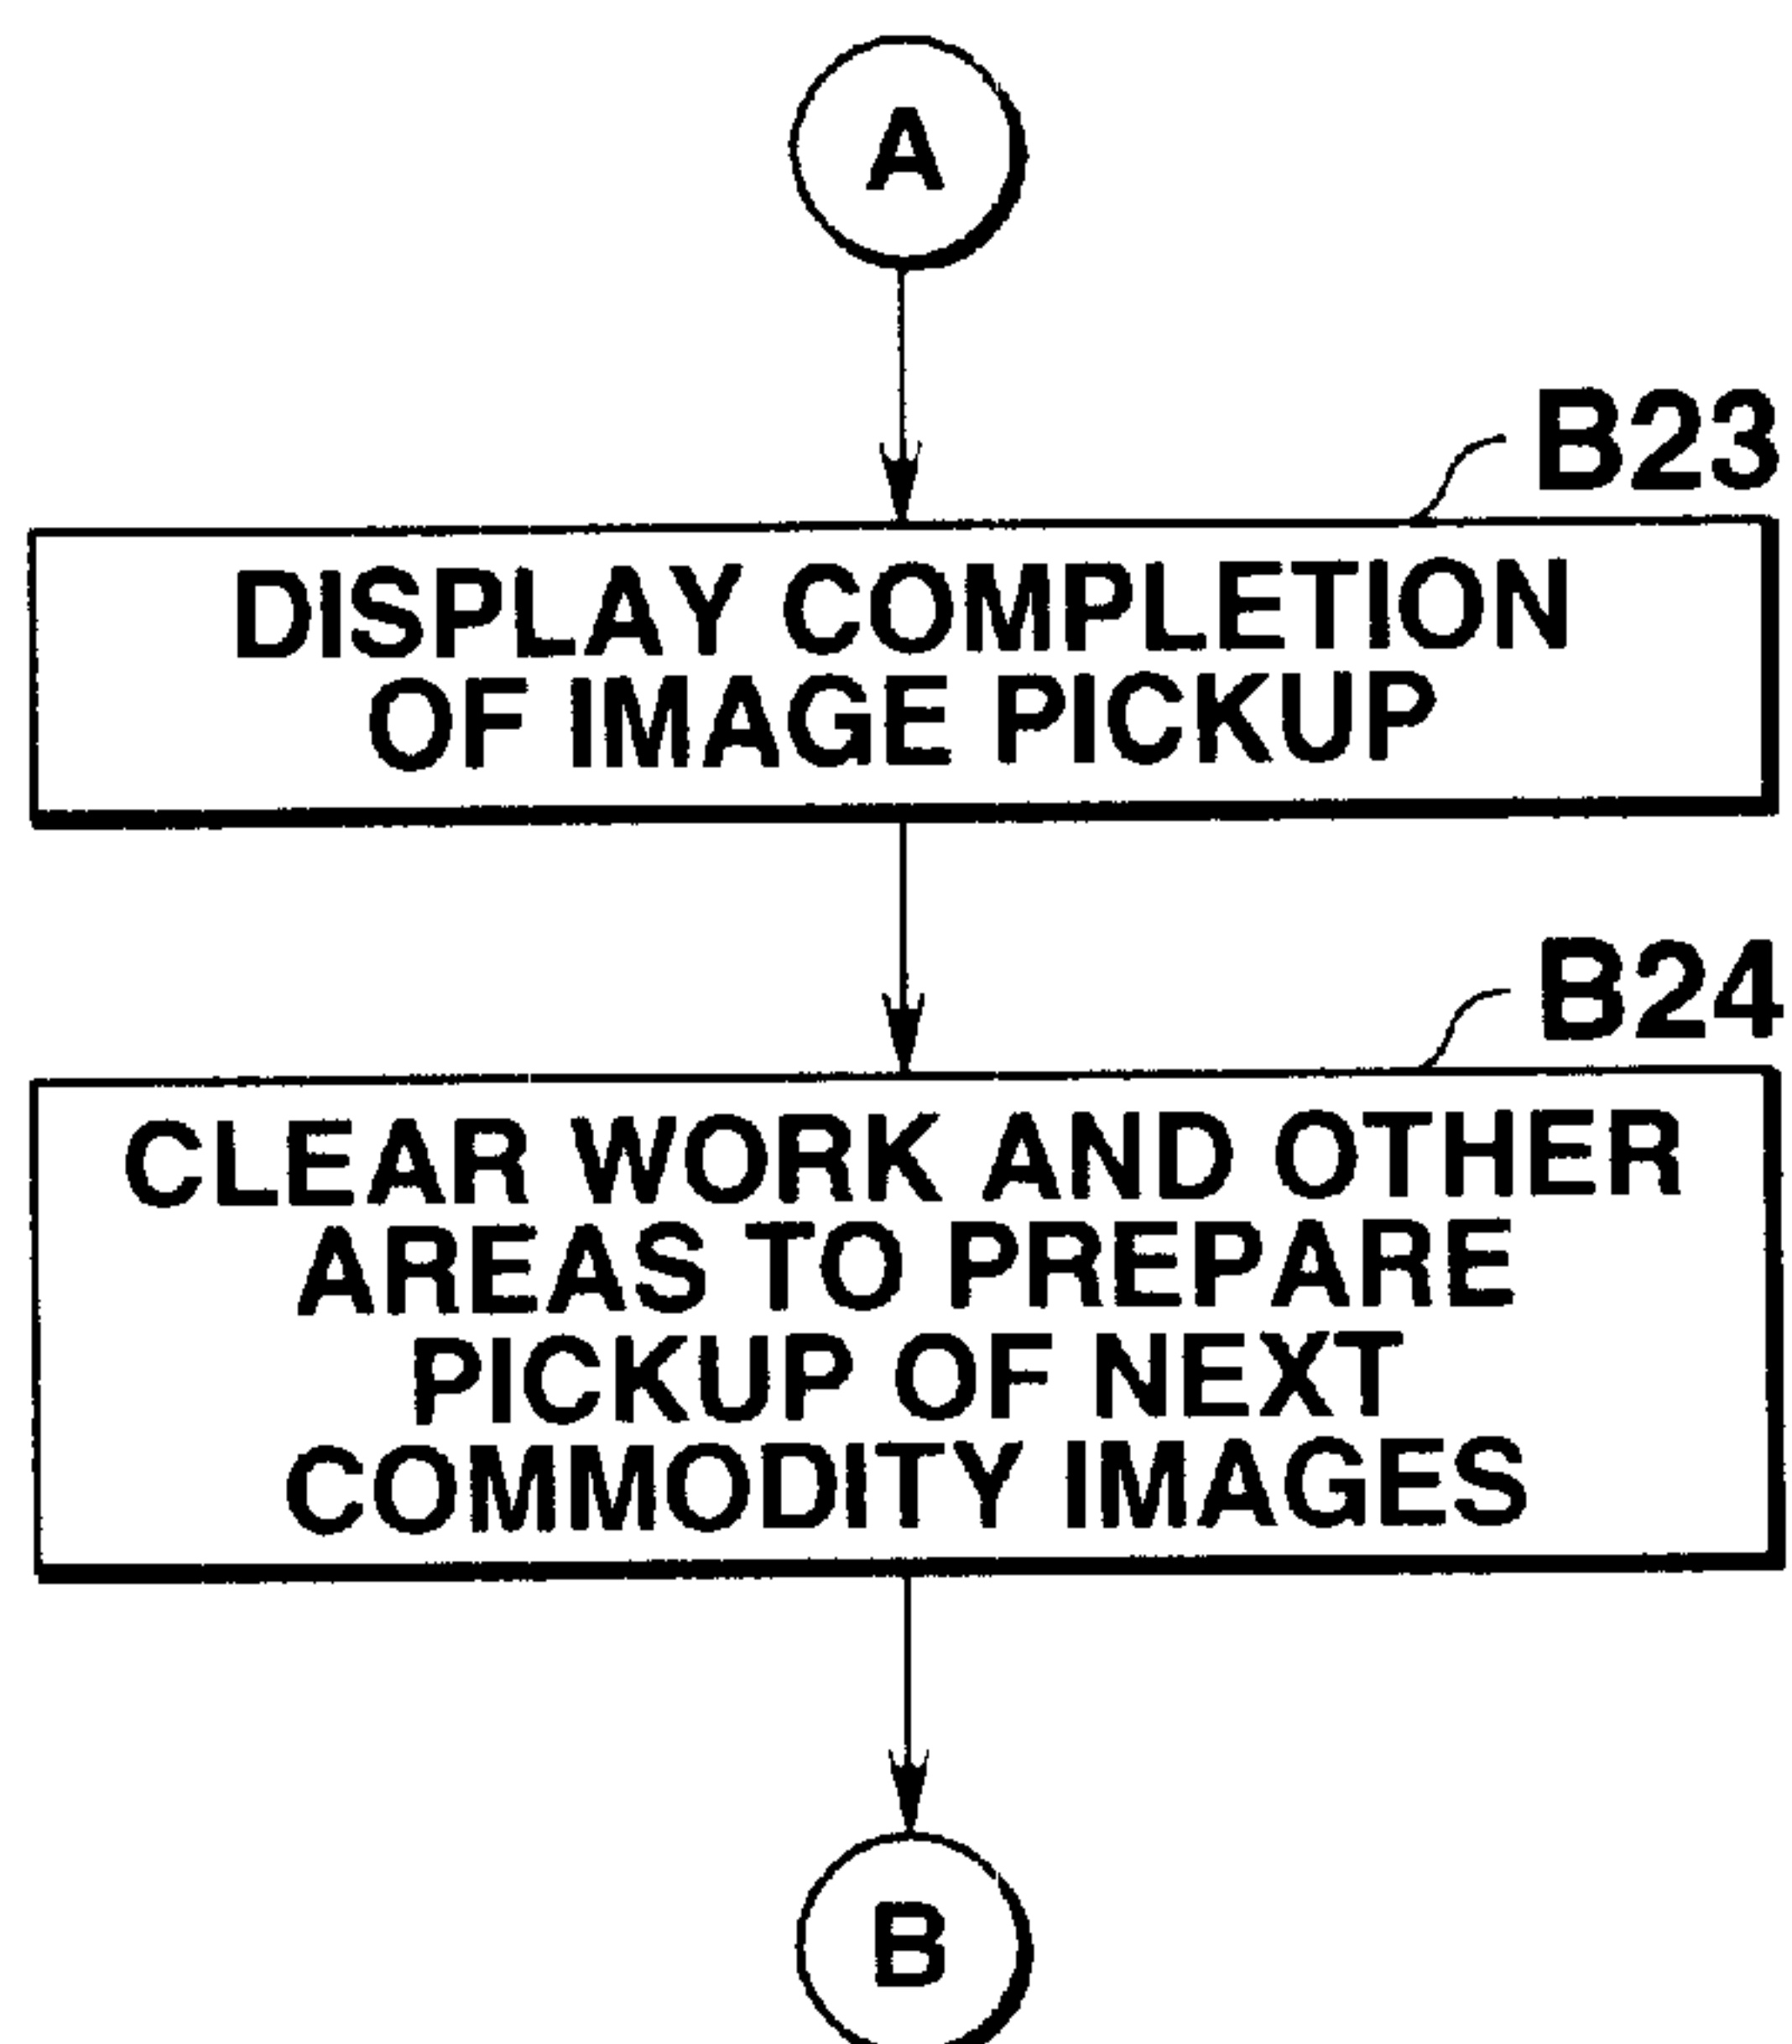 A
B23
DISPLAY COMPLETION
OF IMAGE PICKUP
B24
CLEAR WORK AND OTHER
AREAS TO PREPARE
PICKUP OF NEXT
COMMODITY IMAGES
B